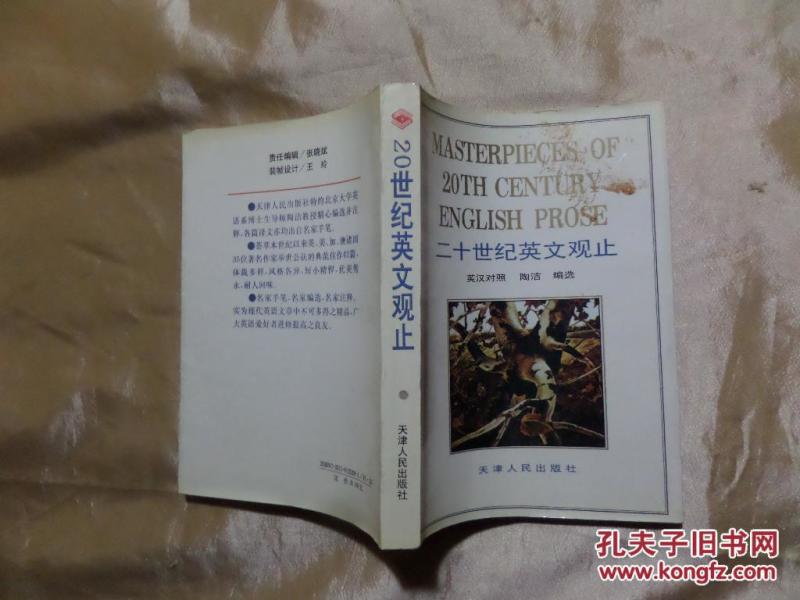 责任编辑/张晓斌
装帧设计/王 玲
●天津人民出版社特约北京大学英
语系博士生导师陶洁教授精心编选并注
释,各篇译文亦均出自名家手笔。
●荟萃本世纪以来英、美、加、澳诸国
35位著名作家举世公认的典范佳作
体裁多样,风格各异,短小精悍,优美隽
永,耐人回味。
●名家手笔,名家编选,名家注释,
实为现代英语文章中不可多得之精品,广
大英语爱好者进修提高之良友。
20世纪英文观止
天津人民出版社
MASTERPIECES OF
20TH CENTURY
ENGLISH PROSE
二十世纪英文观止
英汉对照 陶洁 编选
天津人民出版社
孔夫子旧书网
www.kongfz.com